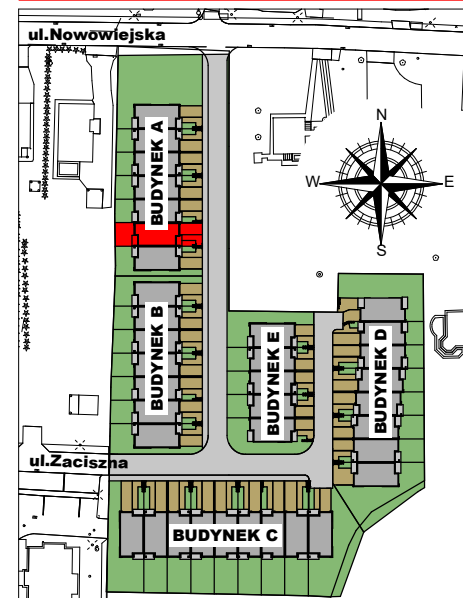 ul.Nowowiejska
BUDYNEK A
N
W
E
S
BUDYNEK B
BUDYNEK E
BUDYNEK D
ul.Zaciszna
BUDYNEK C